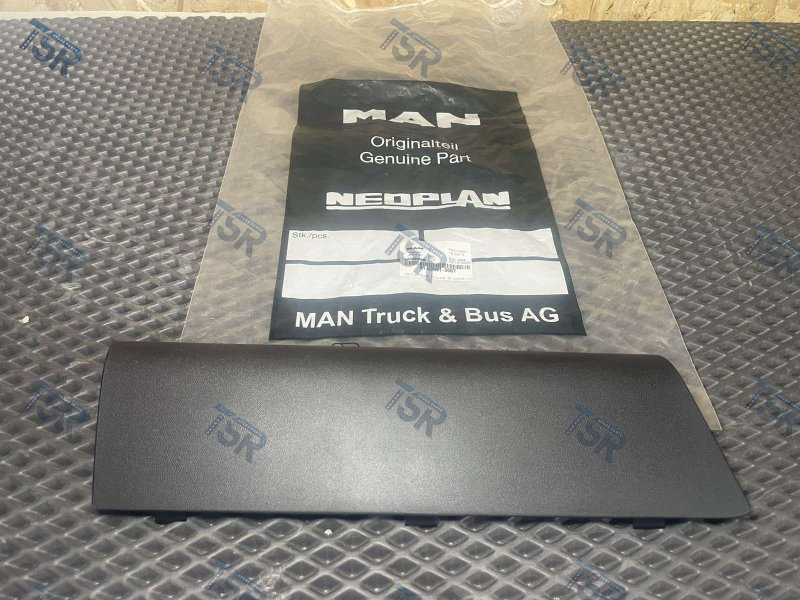 MAN
Originalteil
Genuine Part
NEOPLAN
Stk./pcs.
MAN Truck & Bus AG
TSR